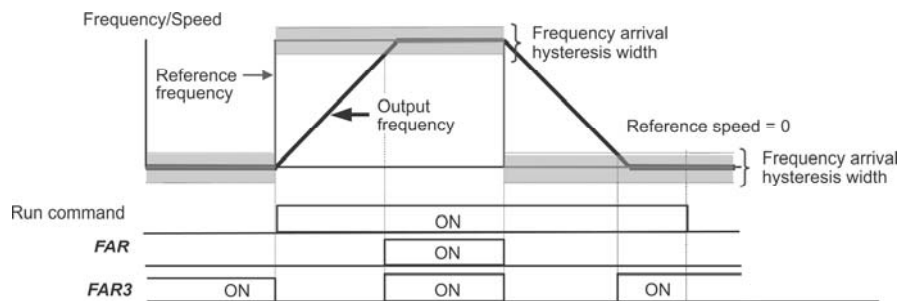 Frequency/Speed
Frequency arrival
hysteresis width
Reference
frequency
Output
frequency
Reference speed = 0
Frequency arrival
hysteresis width
Run command
ON
FAR
ON
FAR3
ON
ON
ON